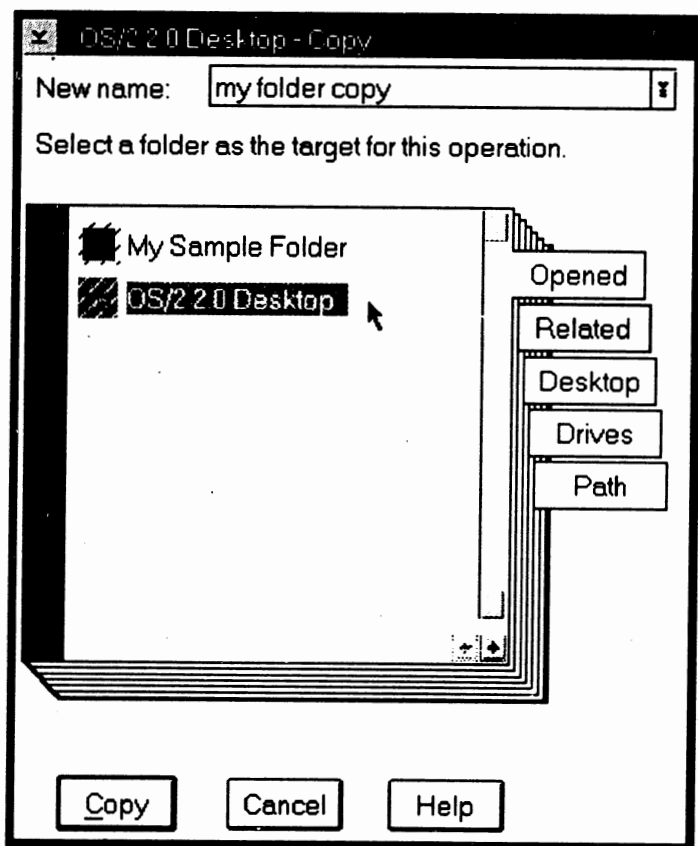 OS/2 2.0 Desktop - Copy
New name: my folder copy
Select a folder as the target for this operation.
My Sample Folder
OS/2 2.0 Desktop
Opened
Related
Desktop
Drives
Path
Copy Cancel Help